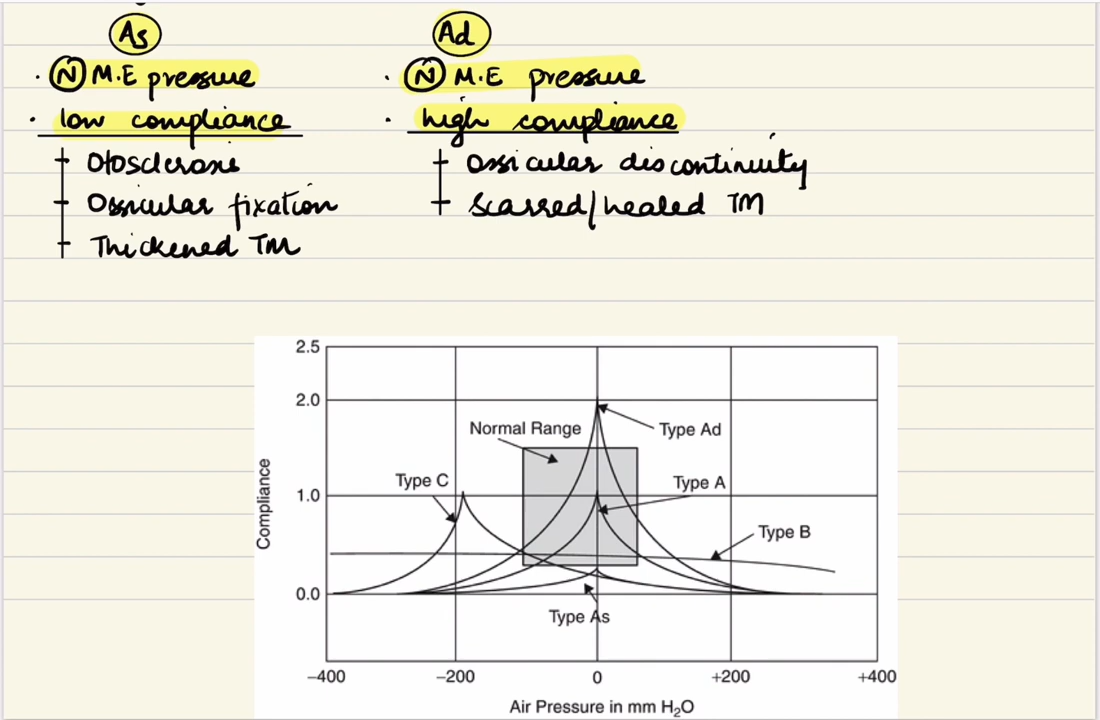 As
Ⓝ M.E pressure
low compliance
Otosclerosis
Ossicular fixation
Thickened TM
Ad
Ⓝ M.E pressure
high compliance
Ossicular discontinuity
Scarred/healed TM
2.5
2.0
1.0
0.0
Compliance
Normal Range
Type Ad
Type C
Type A
Type B
Type As
-400
-200
0
+200
+400
Air Pressure in mm H₂O